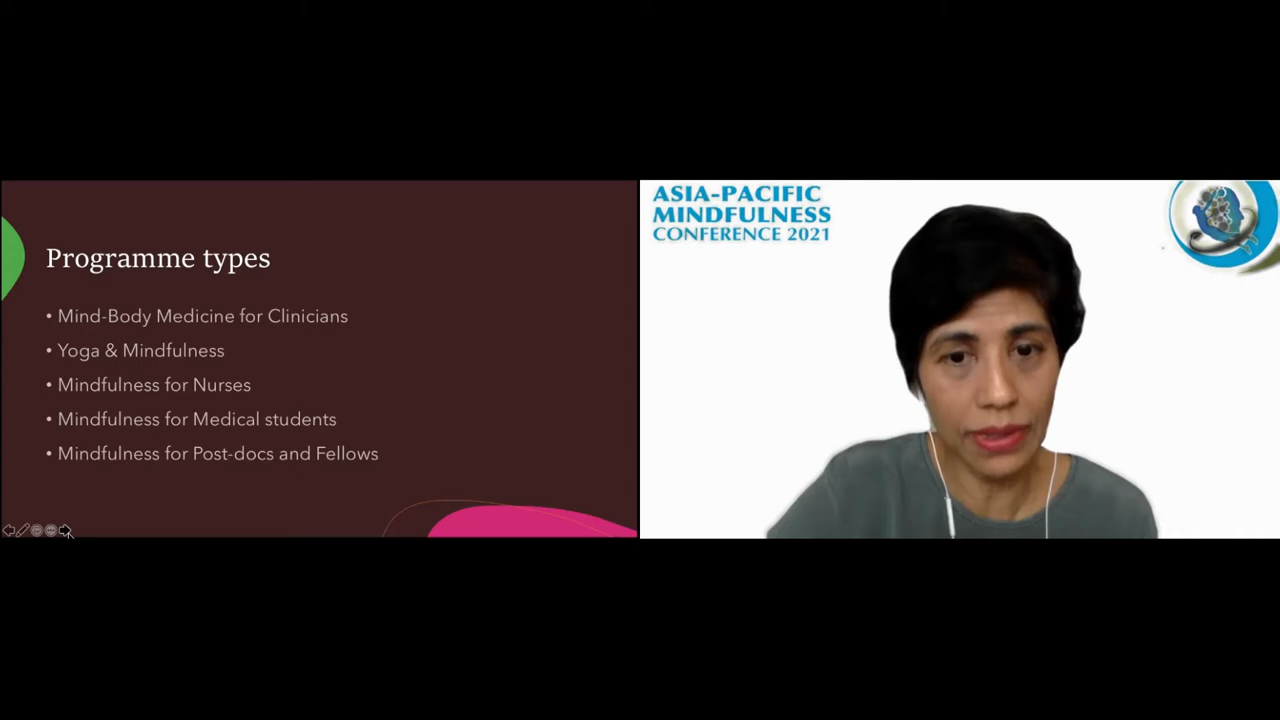 Programme types
• Mind-Body Medicine for Clinicians
• Yoga & Mindfulness
• Mindfulness for Nurses
• Mindfulness for Medical students
• Mindfulness for Post-docs and Fellows
ASIA-PACIFIC
MINDFULNESS
CONFERENCE 2021